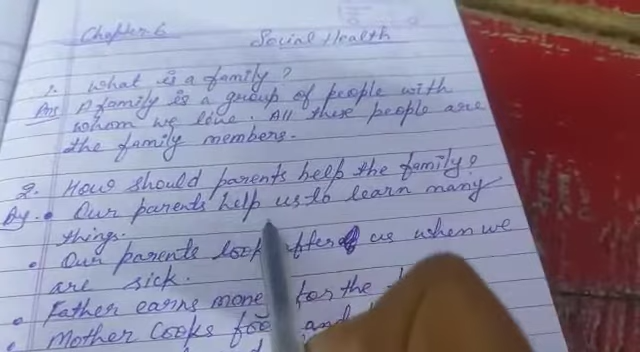 Chapter 6 Social Health
1. What is a family?
Ans A family is a group of people with
whom we live. All these people are
the family members.
2. How should parents help the family?
By • Our parents help us to learn many
things.
• Our parents look after us when we
are sick.
• Father earns money for the
• Mother cooks food and